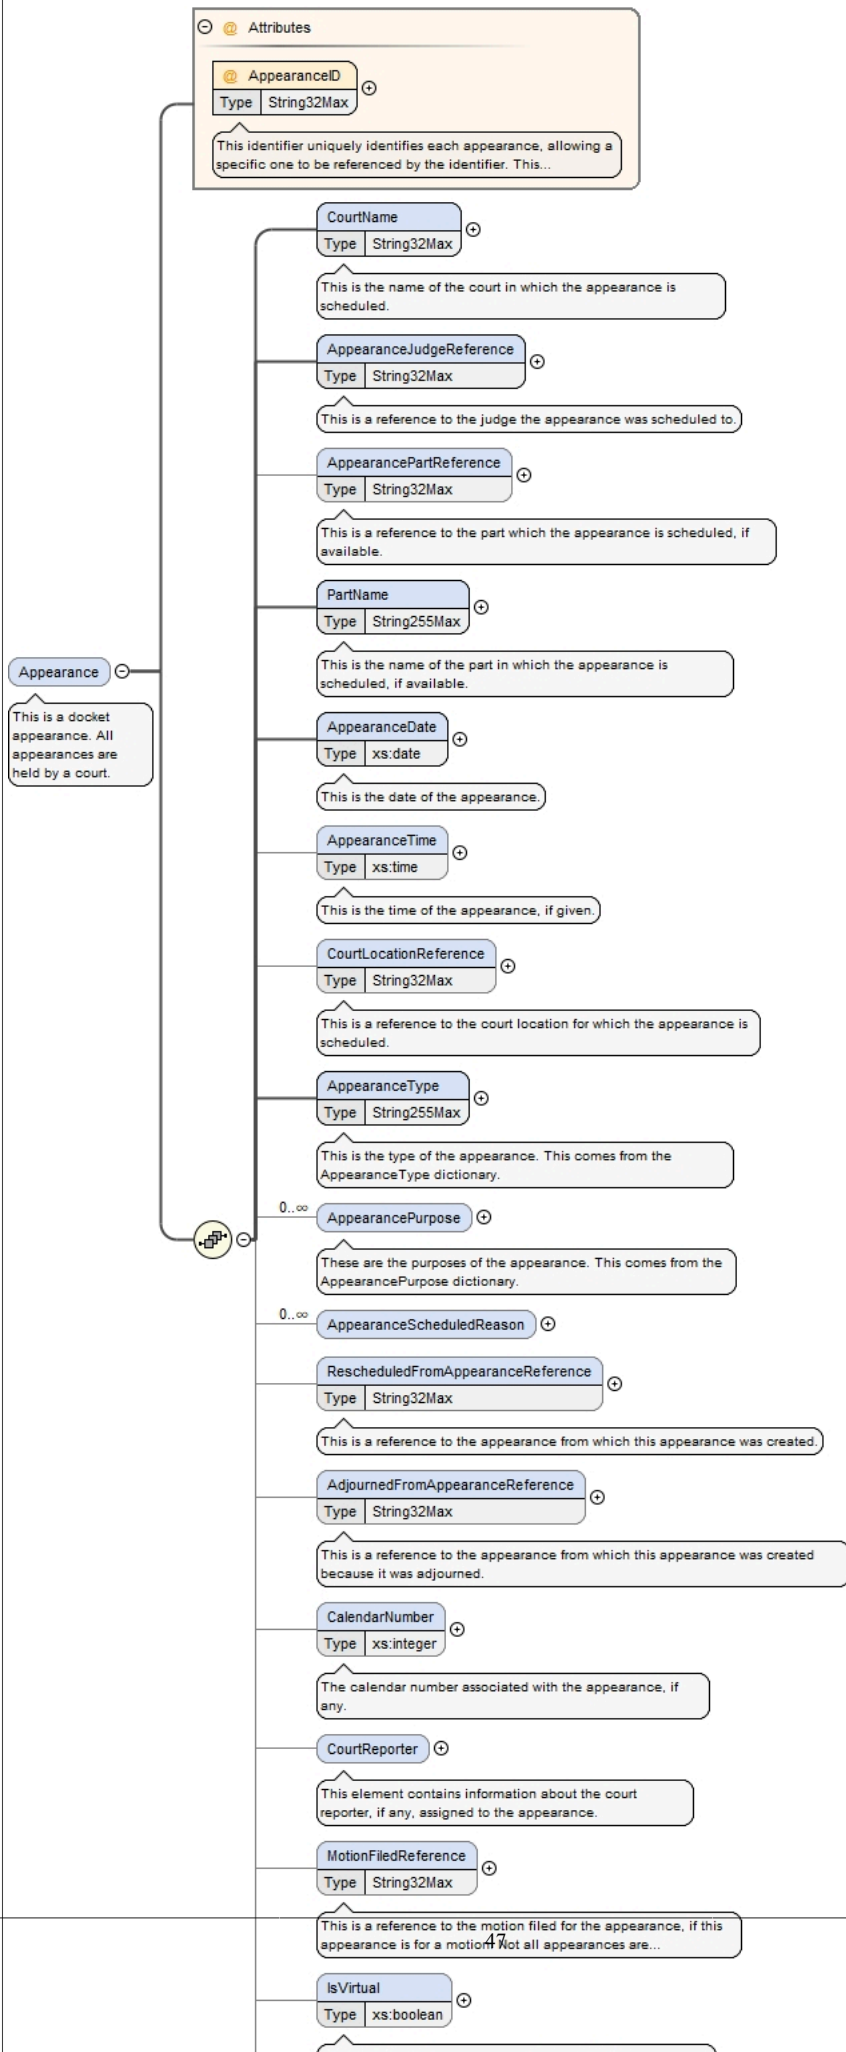 @ Attributes
@ AppearanceID
Type String32Max
This identifier uniquely identifies each appearance, allowing a
specific one to be referenced by the identifier. This...
CourtName
Type String32Max
This is the name of the court in which the appearance is
scheduled.
AppearanceJudgeReference
Type String32Max
This is a reference to the judge the appearance was scheduled to.
AppearancePartReference
Type String32Max
This is a reference to the part which the appearance is scheduled, if
available.
PartName
Type String255Max
This is the name of the part in which the appearance is
scheduled, if available.
Appearance
This is a docket
appearance. All
appearances are
held by a court.
AppearanceDate
Type xs:date
This is the date of the appearance.
AppearanceTime
Type xs:time
This is the time of the appearance, if given.
CourtLocationReference
Type String32Max
This is a reference to the court location for which the appearance is
scheduled.
AppearanceType
Type String255Max
This is the type of the appearance. This comes from the
AppearanceType dictionary.
0..∞
AppearancePurpose
These are the purposes of the appearance. This comes from the
AppearancePurpose dictionary.
0..∞
AppearanceScheduledReason
RescheduledFromAppearanceReference
Type String32Max
This is a reference to the appearance from which this appearance was created.
AdjournedFromAppearanceReference
Type String32Max
This is a reference to the appearance from which this appearance was created
because it was adjourned.
CalendarNumber
Type xs:integer
The calendar number associated with the appearance, if
any.
CourtReporter
This element contains information about the court
reporter, if any, assigned to the appearance.
MotionFiledReference
Type String32Max
This is a reference to the motion filed for the appearance, if this
appearance is for a motion. Not all appearances are...
47
IsVirtual
Type xs:boolean